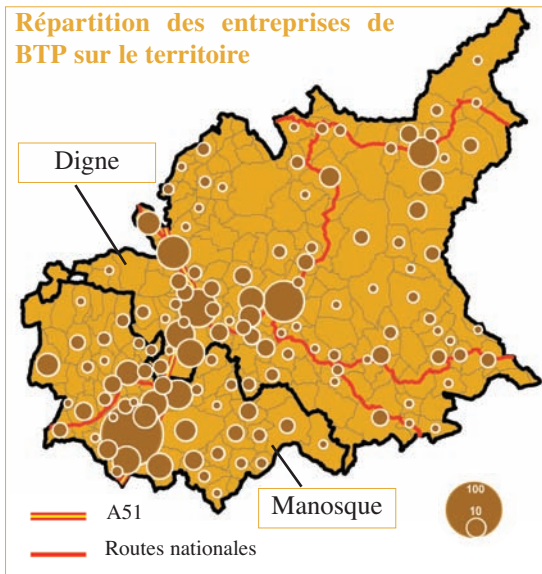 Répartition des entreprises de
BTP sur le territoire
Digne
Manosque
100
10
A51
Routes nationales